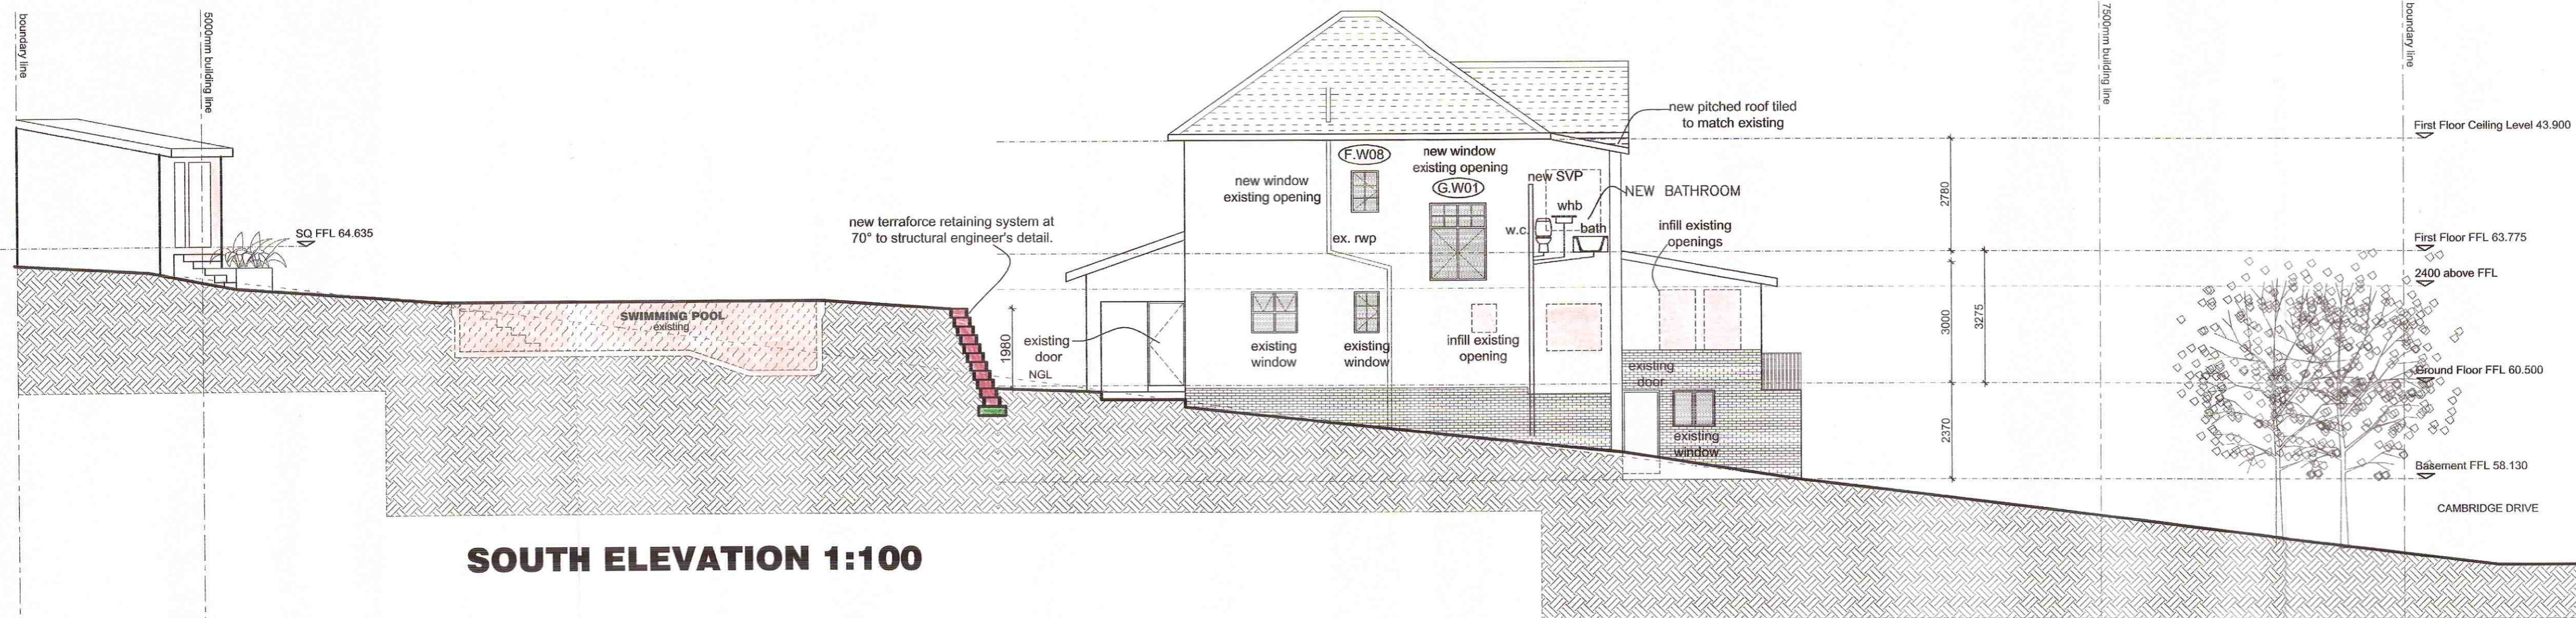 boundary line
5000mm building line
7500mm building line
boundary line
new pitched roof tiled
to match existing
First Floor Ceiling Level 43.900
F.W08
new window
existing opening
new window
existing opening
G.W01
new SVP
NEW BATHROOM
whb
w.c.
bath
2780
new terraforce retaining system at
70° to structural engineer's detail.
SQ FFL 64.635
ex. rwp
infill existing
openings
First Floor FFL 63.775
2400 above FFL
SWIMMING POOL
existing
1980
existing
door
NGL
existing
window
existing
window
infill existing
opening
3000
3275
existing
door
Ground Floor FFL 60.500
existing
window
2370
Basement FFL 58.130
CAMBRIDGE DRIVE
SOUTH ELEVATION 1:100